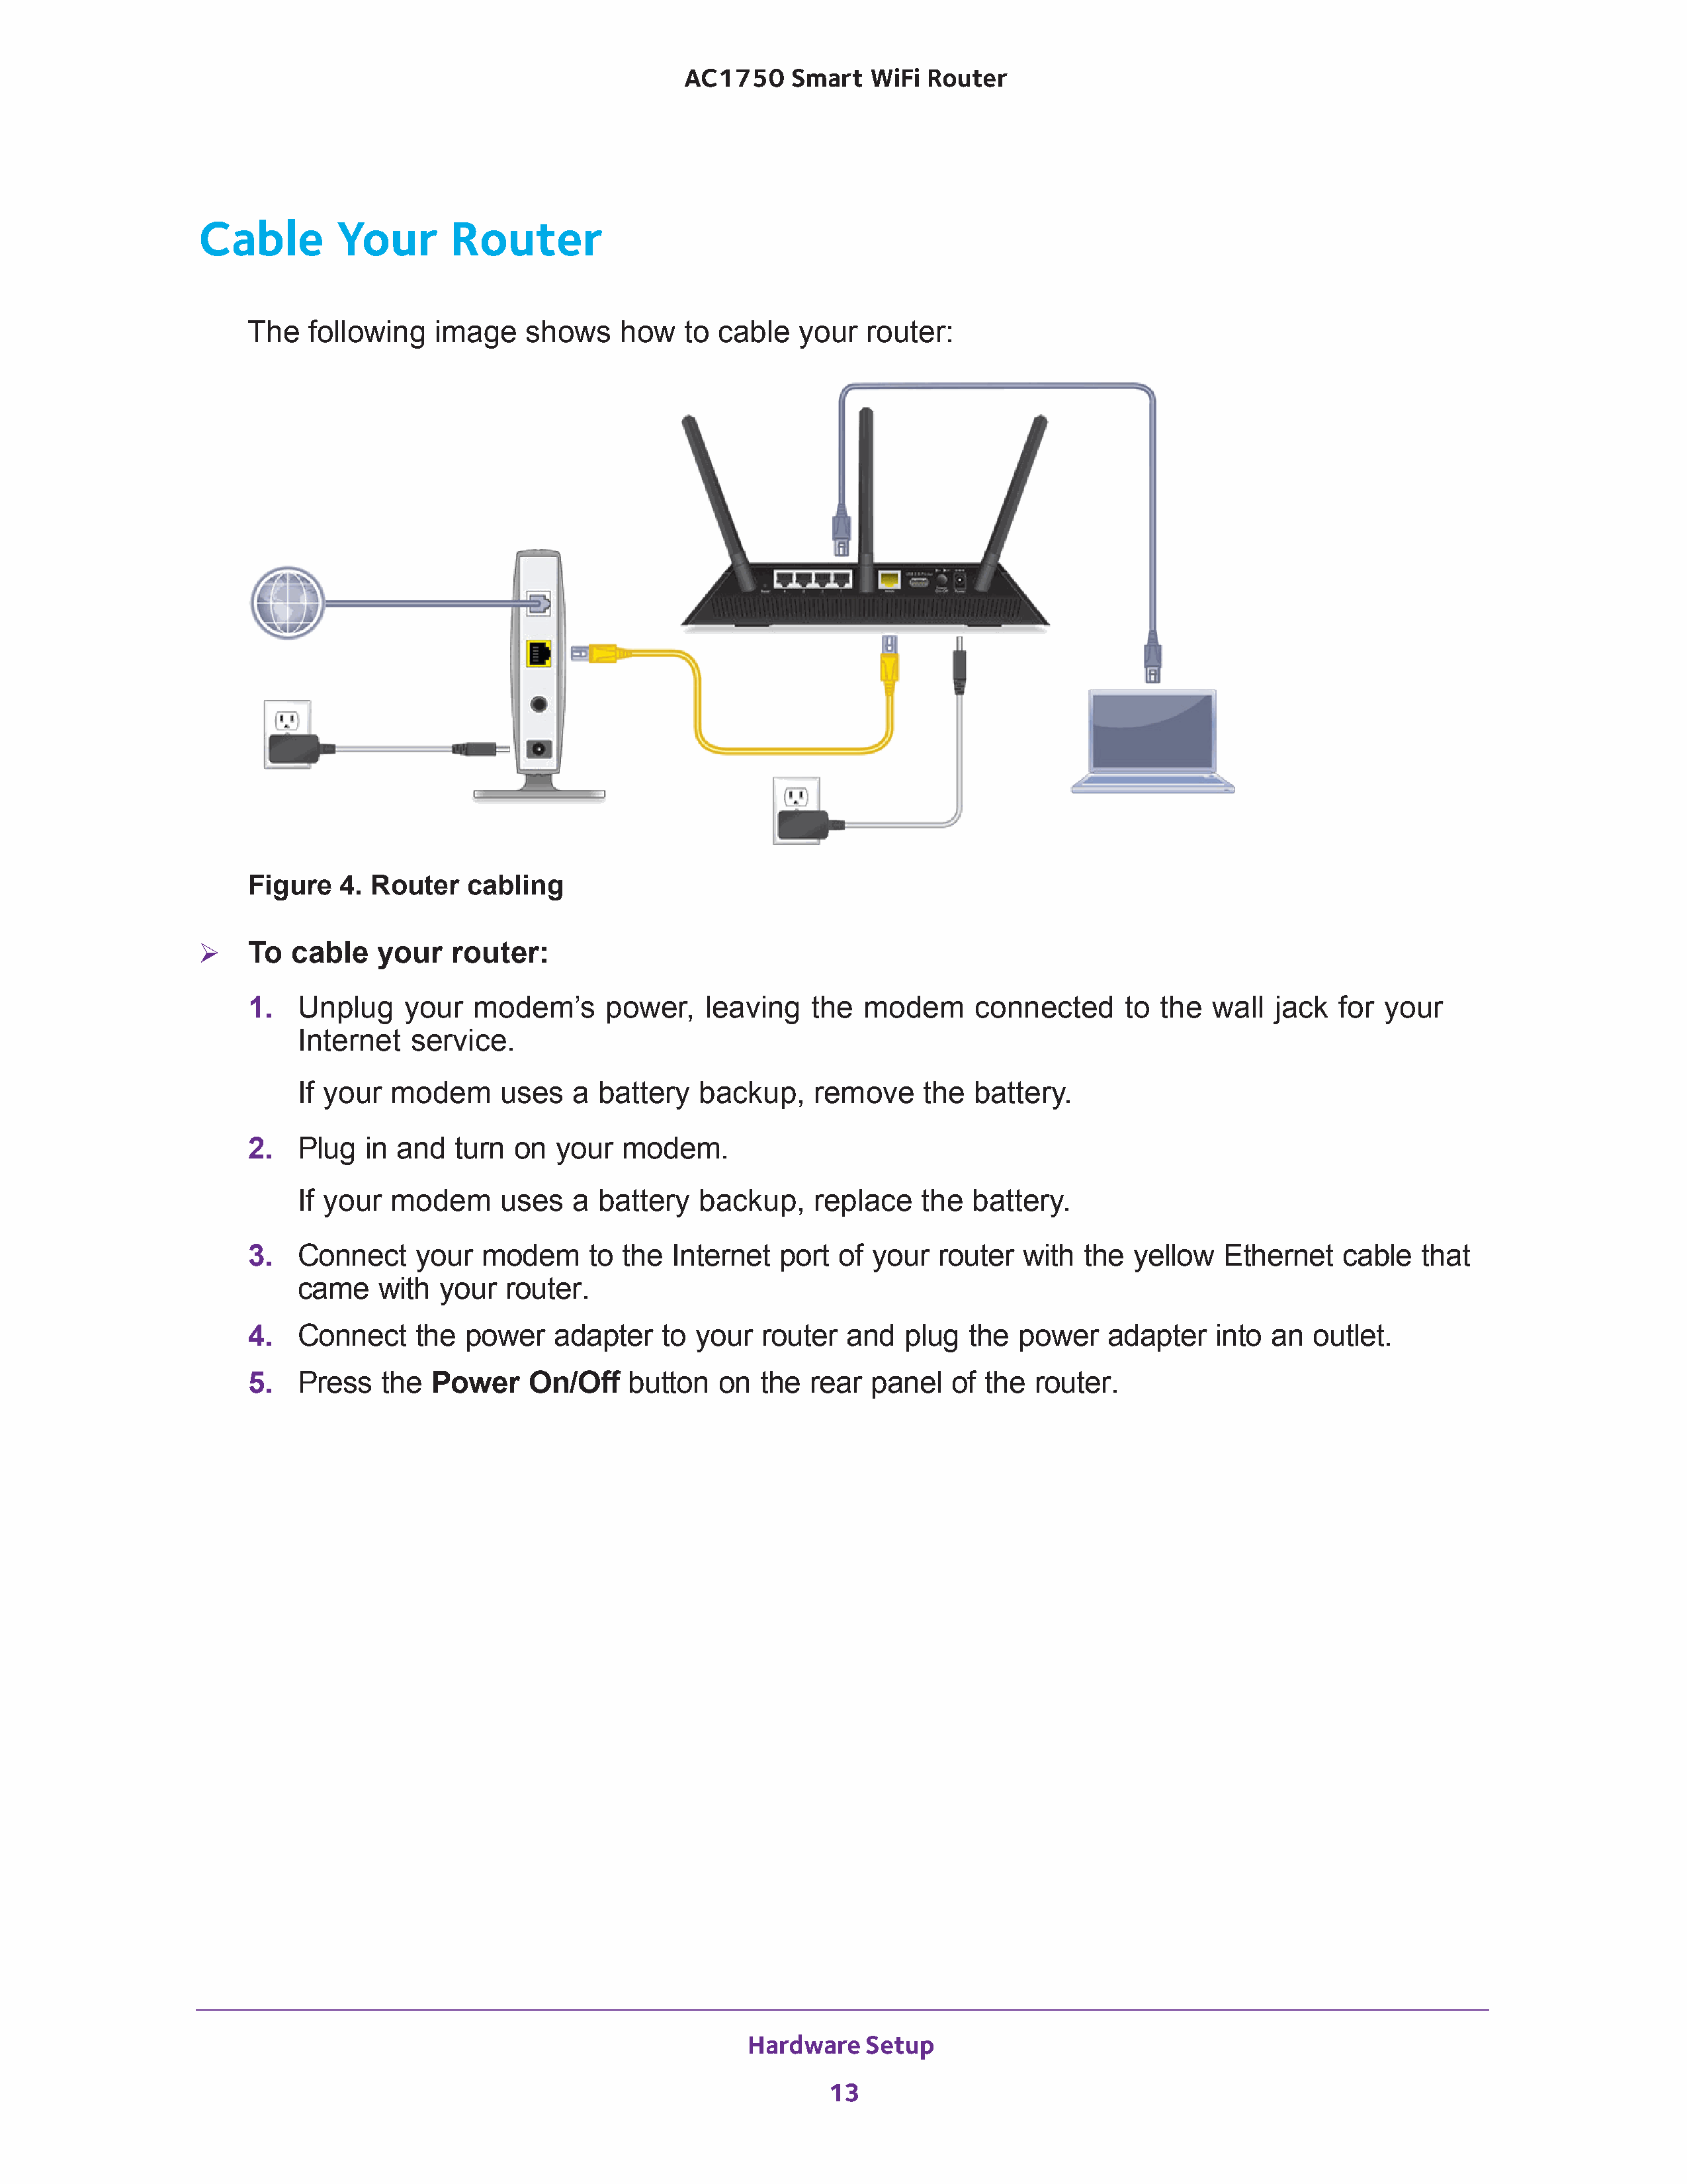 AC1750 Smart WiFi Router
Cable Your Router
The following image shows how to cable your router:
Figure 4. Router cabling
➢ To cable your router:
1. Unplug your modem’s power, leaving the modem connected to the wall jack for your
Internet service.
If your modem uses a battery backup, remove the battery.
2. Plug in and turn on your modem.
If your modem uses a battery backup, replace the battery.
3. Connect your modem to the Internet port of your router with the yellow Ethernet cable that
came with your router.
4. Connect the power adapter to your router and plug the power adapter into an outlet.
5. Press the Power On/Off button on the rear panel of the router.
Hardware Setup
13